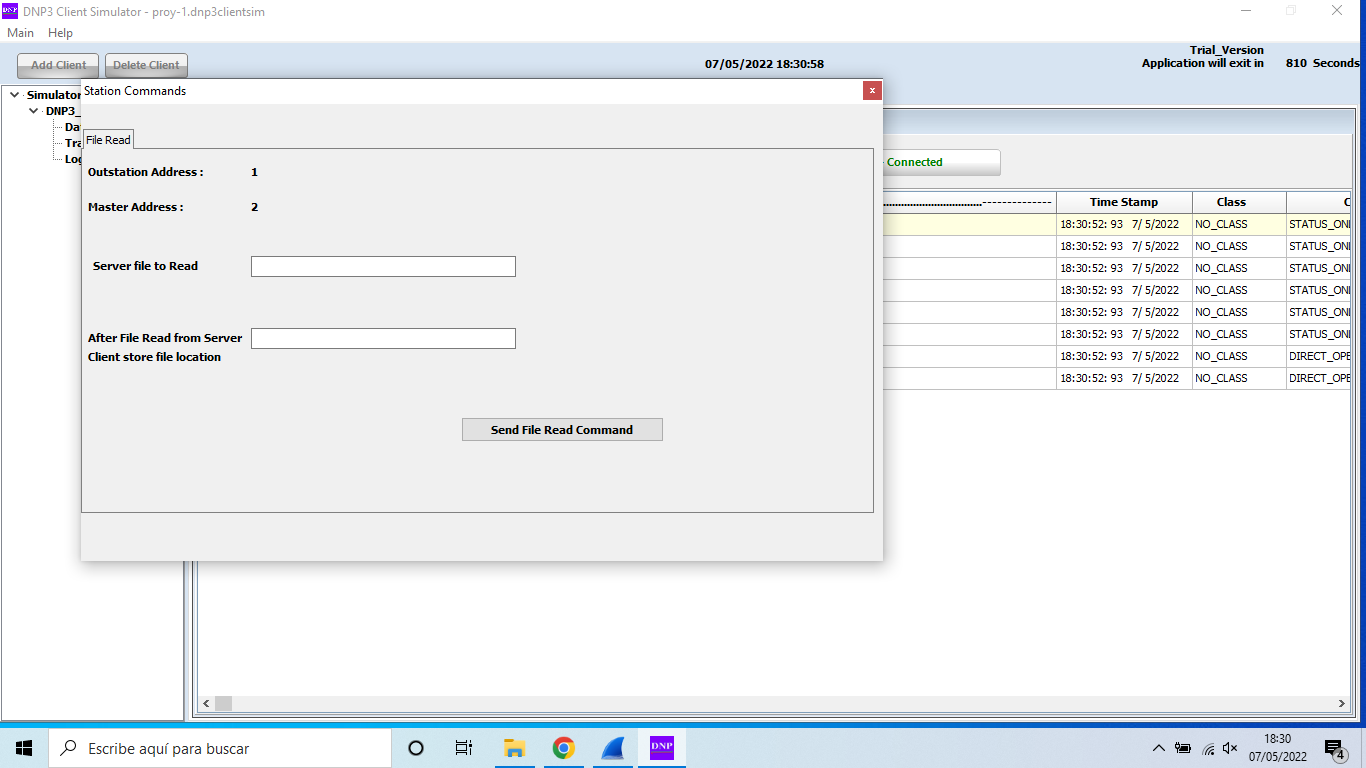 DNP3 Client Simulator - proy-1.dnp3clientsim
Main Help
Add Client Delete Client
07/05/2022 18:30:58
Trial_Version
Application will exit in 810 Seconds
Simulator
DNP3_
Da
Tra
Log
Station Commands
x
File Read
Outstation Address : 1
Master Address : 2
Server file to Read
After File Read from Server
Client store file location
Send File Read Command
Connected
Time Stamp Class C
18:30:52: 93 7/ 5/2022 NO_CLASS STATUS_ONL
18:30:52: 93 7/ 5/2022 NO_CLASS STATUS_ONL
18:30:52: 93 7/ 5/2022 NO_CLASS STATUS_ONL
18:30:52: 93 7/ 5/2022 NO_CLASS STATUS_ONL
18:30:52: 93 7/ 5/2022 NO_CLASS STATUS_ONL
18:30:52: 93 7/ 5/2022 NO_CLASS STATUS_ONL
18:30:52: 93 7/ 5/2022 NO_CLASS DIRECT_OPE
18:30:52: 93 7/ 5/2022 NO_CLASS DIRECT_OPE
Escribe aquí para buscar
DNP
18:30
07/05/2022
4